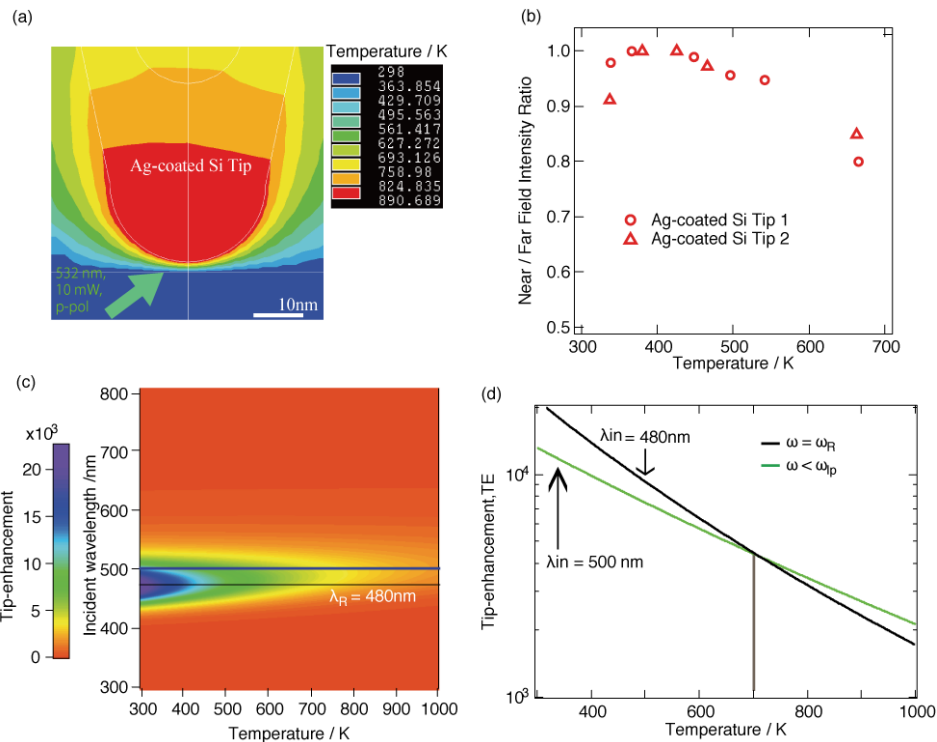 (a)
Temperature / K
298
363.854
429.709
495.563
561.417
627.272
693.126
758.98
824.835
890.689
Ag-coated Si Tip
532 nm,
10 mW,
p-pol
10nm
(b)
Near / Far Field Intensity Ratio
1.0
0.9
0.8
0.7
0.6
0.5
Ag-coated Si Tip 1
Ag-coated Si Tip 2
300 400 500 600 700
Temperature / K
(c)
x10³
20
15
10
5
0
Tip-enhancement
Incident wavelength /nm
800
700
600
500
400
300
λR = 480nm
300 400 500 600 700 800 900 1000
Temperature / K
(d)
Tip-enhancement,TE
10⁴
10³
λin = 480nm
λin = 500 nm
ω = ωR
ω < ωIp
400 600 800 1000
Temperature / K